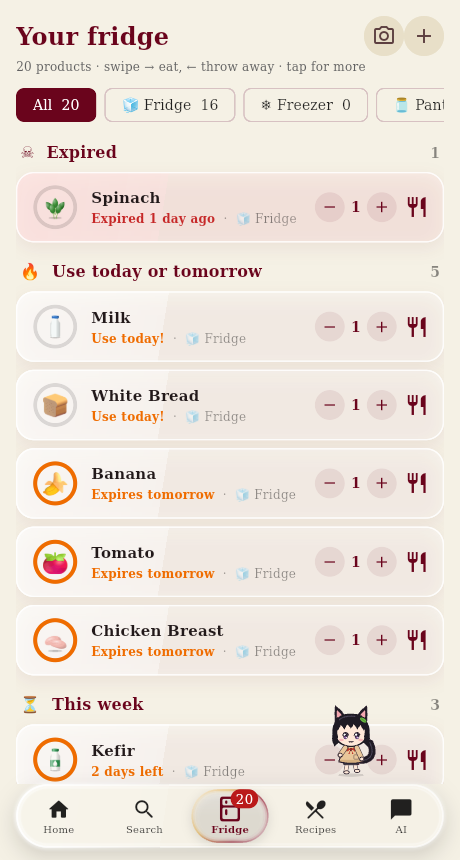 Your fridge
20 products · swipe → eat, ← throw away · tap for more
All 20
Fridge 16
Freezer 0
Pant
Expired 1
Spinach
Expired 1 day ago · Fridge
− 1 +
Use today or tomorrow 5
Milk
Use today! · Fridge
− 1 +
White Bread
Use today! · Fridge
− 1 +
Banana
Expires tomorrow · Fridge
− 1 +
Tomato
Expires tomorrow · Fridge
− 1 +
Chicken Breast
Expires tomorrow · Fridge
− 1 +
This week 3
Kefir
2 days left · Fridge
− +
20
Home
Search
Fridge
Recipes
AI